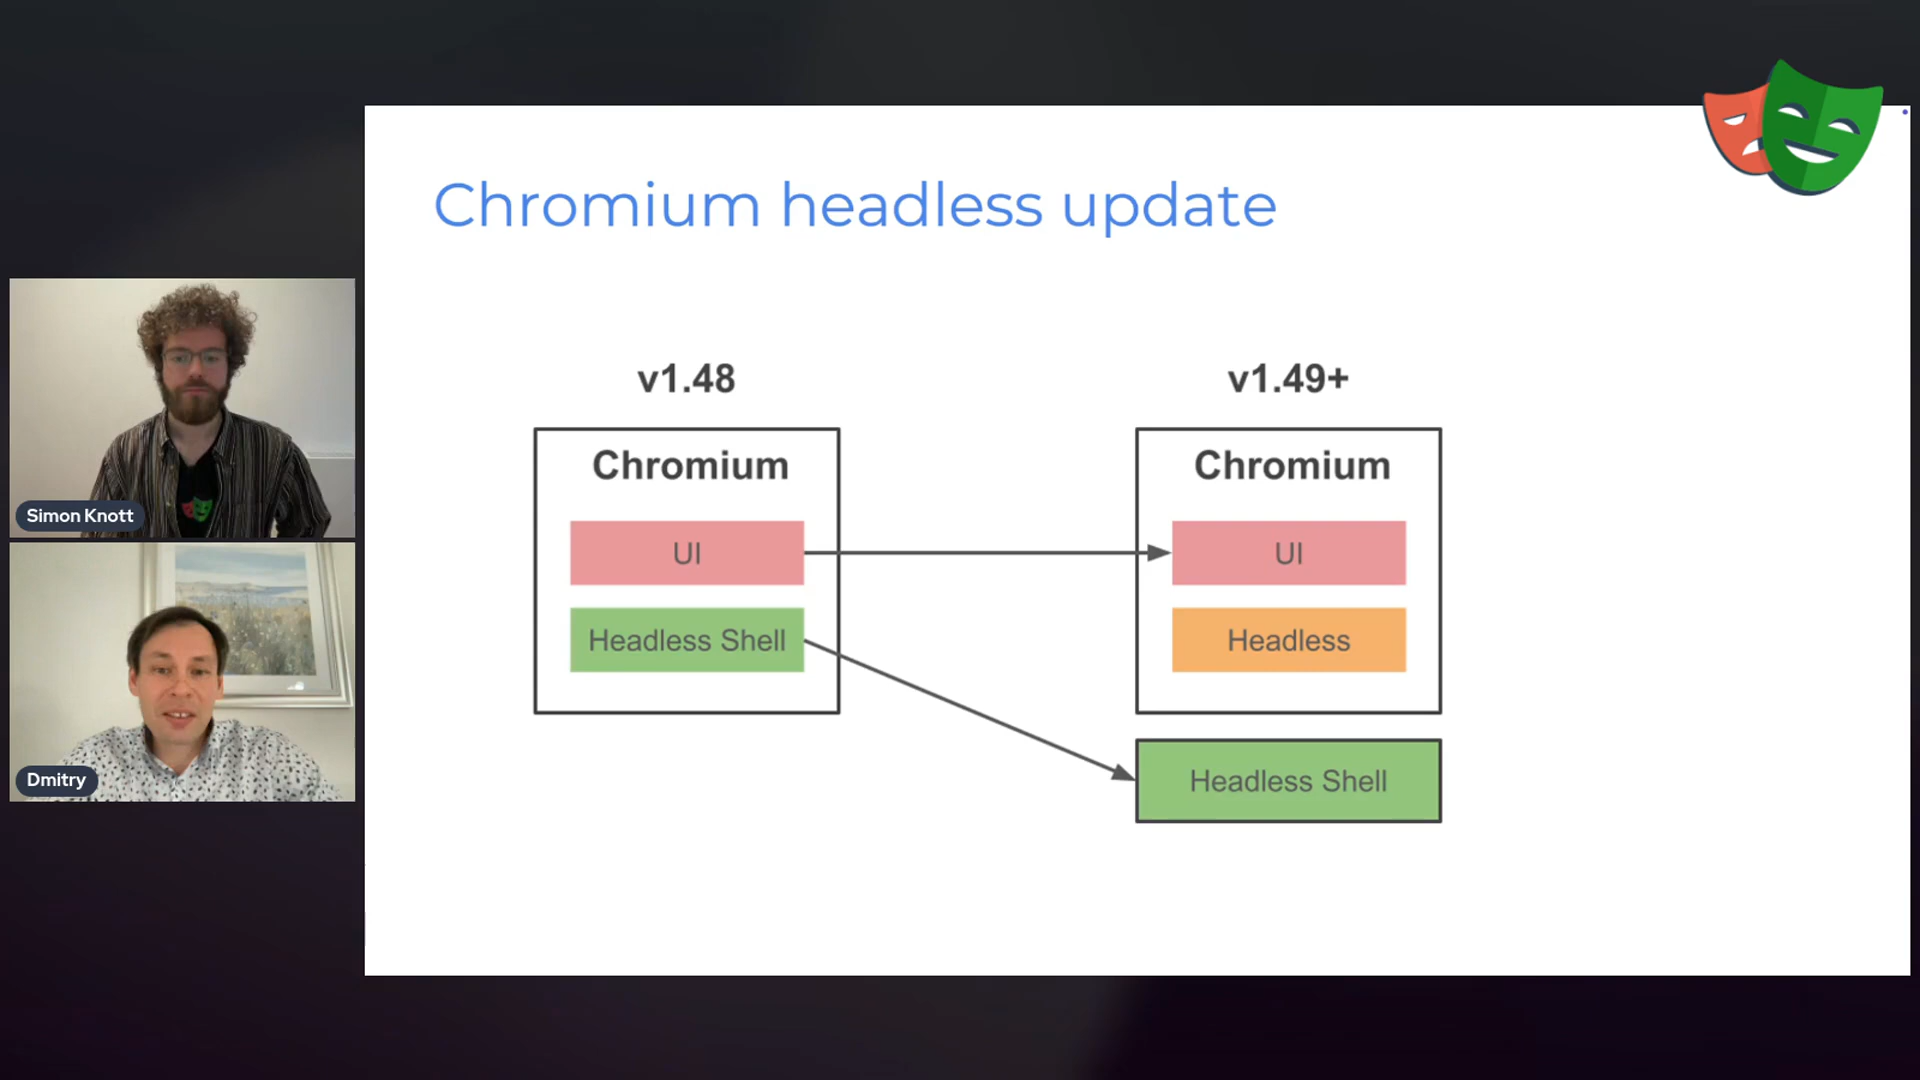 Chromium headless update
v1.48
v1.49+
Chromium
Chromium
UI
UI
Headless Shell
Headless
Headless Shell
Simon Knott
Dmitry